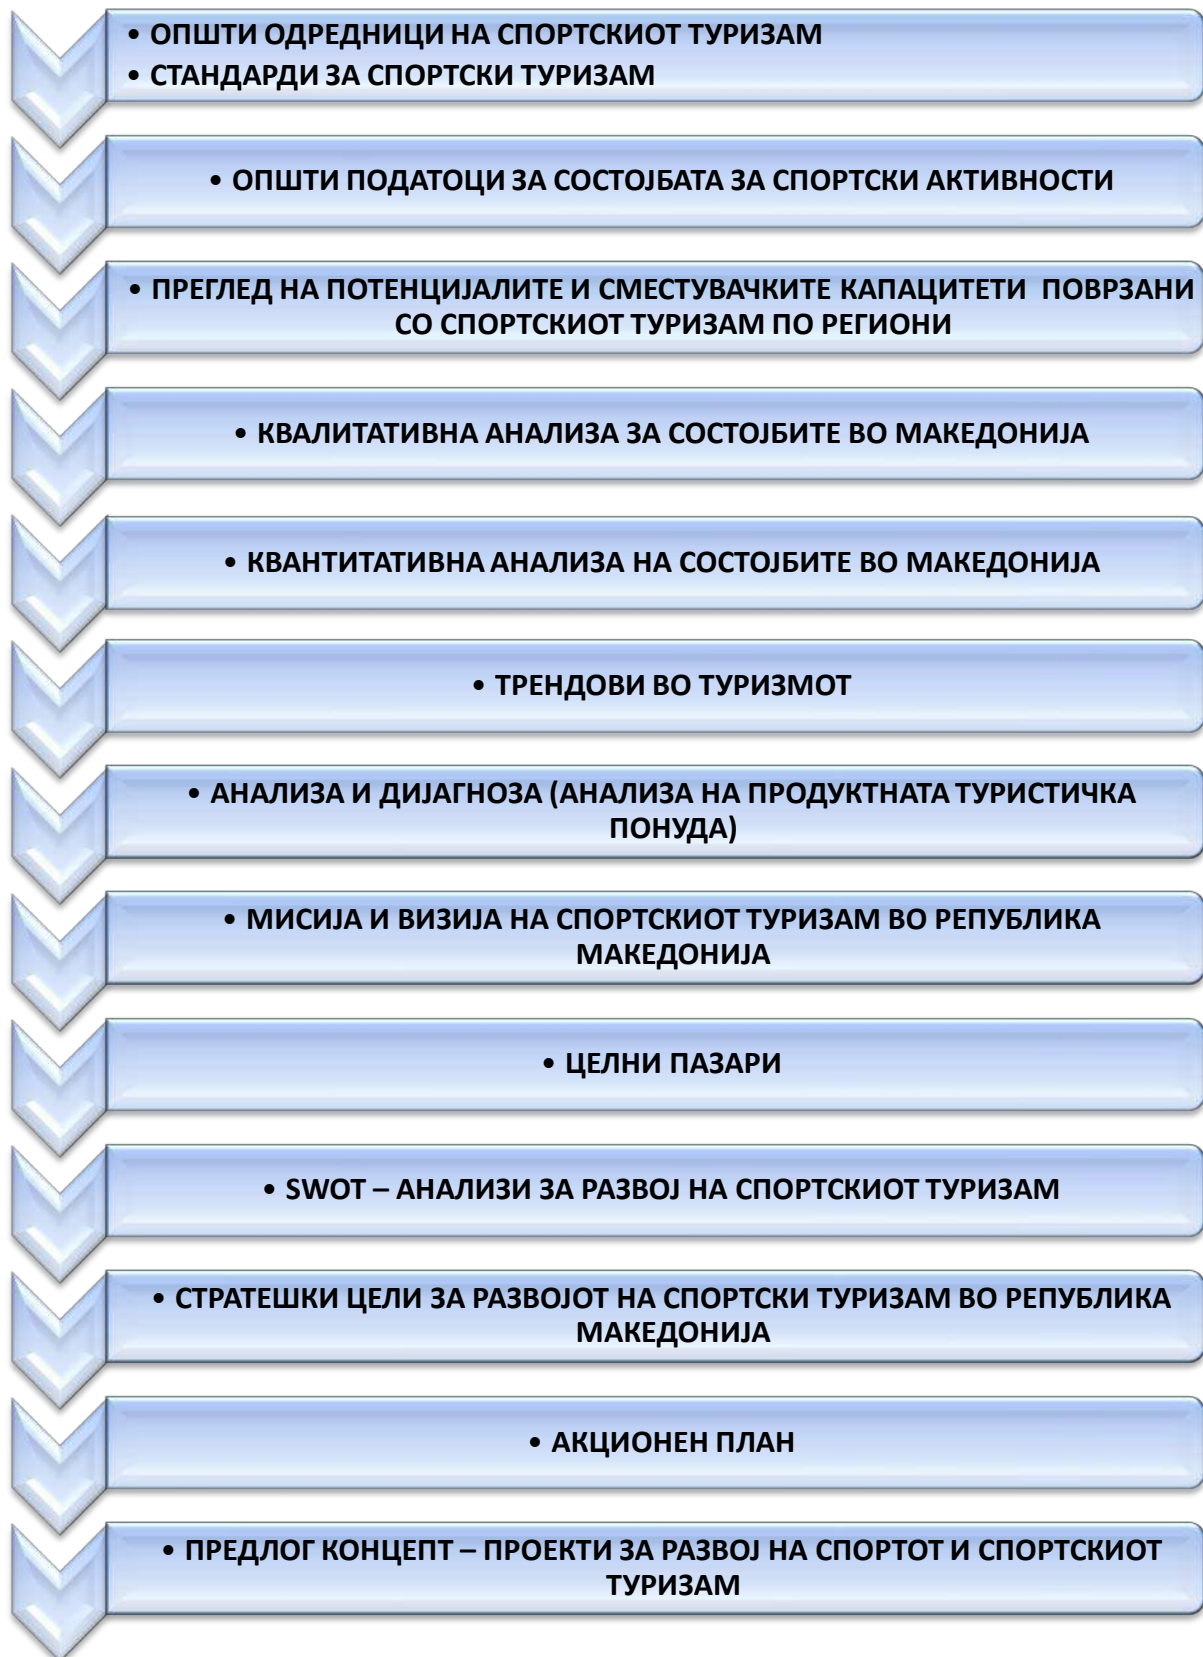 • ОПШТИ ОДРЕДНИЦИ НА СПОРТСКИОТ ТУРИЗАМ
• СТАНДАРДИ ЗА СПОРТСКИ ТУРИЗАМ
• ОПШТИ ПОДАТОЦИ ЗА СОСТОЈБАТА ЗА СПОРТСКИ АКТИВНОСТИ
• ПРЕГЛЕД НА ПОТЕНЦИЈАЛИТЕ И СМЕСТУВАЧКИТЕ КАПАЦИТЕТИ ПОВРЗАНИ
СО СПОРТСКИОТ ТУРИЗАМ ПО РЕГИОНИ
• КВАЛИТАТИВНА АНАЛИЗА ЗА СОСТОЈБИТЕ ВО МАКЕДОНИЈА
• КВАНТИТАТИВНА АНАЛИЗА НА СОСТОЈБИТЕ ВО МАКЕДОНИЈА
• ТРЕНДОВИ ВО ТУРИЗМОТ
• АНАЛИЗА И ДИЈАГНОЗА (АНАЛИЗА НА ПРОДУКТНАТА ТУРИСТИЧКА
ПОНУДА)
• МИСИЈА И ВИЗИЈА НА СПОРТСКИОТ ТУРИЗАМ ВО РЕПУБЛИКА
МАКЕДОНИЈА
• ЦЕЛНИ ПАЗАРИ
• SWOT – АНАЛИЗИ ЗА РАЗВОЈ НА СПОРТСКИОТ ТУРИЗАМ
• СТРАТЕШКИ ЦЕЛИ ЗА РАЗВОЈОТ НА СПОРТСКИ ТУРИЗАМ ВО РЕПУБЛИКА
МАКЕДОНИЈА
• АКЦИОНЕН ПЛАН
• ПРЕДЛОГ КОНЦЕПТ – ПРОЕКТИ ЗА РАЗВОЈ НА СПОРТОТ И СПОРТСКИОТ
ТУРИЗАМ